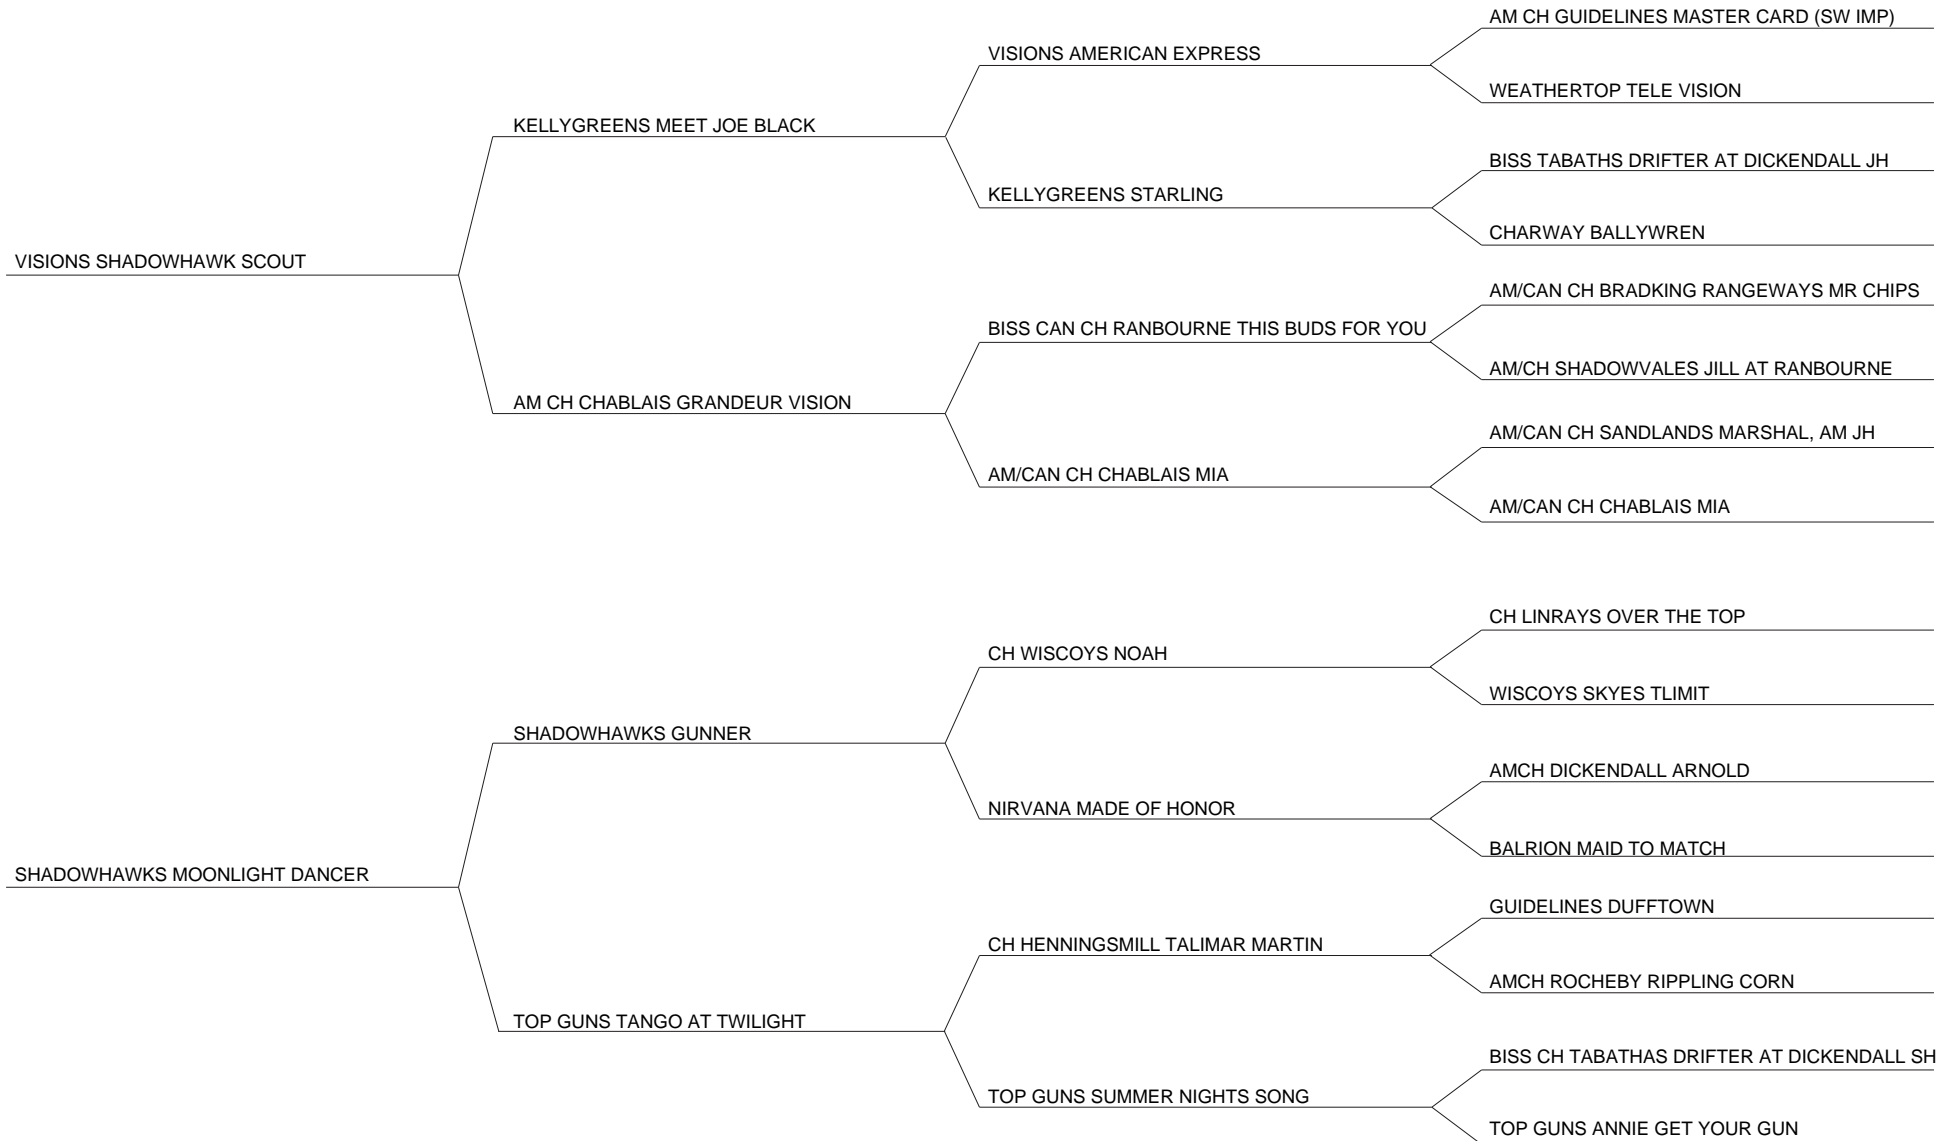 AM CH GUIDELINES MASTER CARD (SW IMP)
VISIONS AMERICAN EXPRESS
WEATHERTOP TELE VISION
KELLYGREENS MEET JOE BLACK
BISS TABATHS DRIFTER AT DICKENDALL JH
KELLYGREENS STARLING
CHARWAY BALLYWREN
VISIONS SHADOWHAWK SCOUT
AM/CAN CH BRADKING RANGEWAYS MR CHIPS
BISS CAN CH RANBOURNE THIS BUDS FOR YOU
AM/CH SHADOWVALES JILL AT RANBOURNE
AM CH CHABLAIS GRANDEUR VISION
AM/CAN CH SANDLANDS MARSHAL, AM JH
AM/CAN CH CHABLAIS MIA
AM/CAN CH CHABLAIS MIA
CH LINRAYS OVER THE TOP
CH WISCOYS NOAH
WISCOYS SKYES TLIMIT
SHADOWHAWKS GUNNER
AMCH DICKENDALL ARNOLD
NIRVANA MADE OF HONOR
BALRION MAID TO MATCH
SHADOWHAWKS MOONLIGHT DANCER
GUIDELINES DUFFTOWN
CH HENNINGSMILL TALIMAR MARTIN
AMCH ROCHEBY RIPPLING CORN
TOP GUNS TANGO AT TWILIGHT
BISS CH TABATHAS DRIFTER AT DICKENDALL SH
TOP GUNS SUMMER NIGHTS SONG
TOP GUNS ANNIE GET YOUR GUN